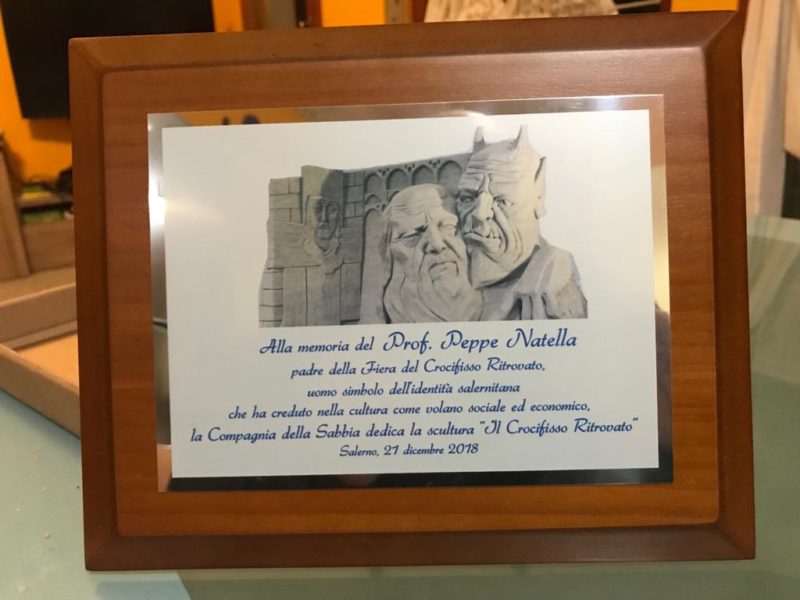 Alla memoria del Prof. Peppe Natella
padre della Fiera del Crocifisso Ritrovato,
uomo simbolo dell'identità salernitana
che ha creduto nella cultura come volano sociale ed economico,
la Compagnia della Sabbia dedica la scultura "Il Crocifisso Ritrovato"
Salerno, 21 dicembre 2018